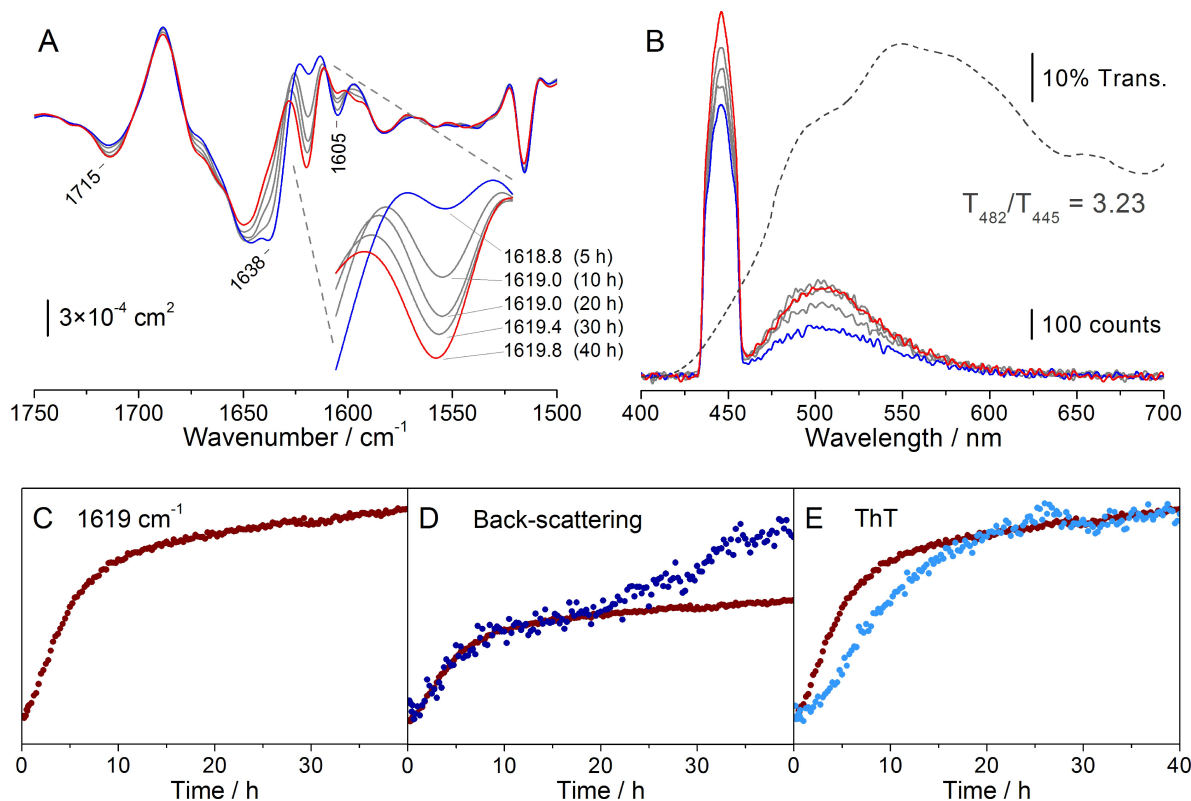 A
1715
1638
1605
1618.8 (5 h)
1619.0 (10 h)
1619.0 (20 h)
1619.4 (30 h)
1619.8 (40 h)
3×10⁻⁴ cm²
1750 1700 1650 1600 1550 1500
Wavenumber / cm⁻¹
B
10% Trans.
T₄₈₂/T₄₄₅ = 3.23
100 counts
400 450 500 550 600 650 700
Wavelength / nm
C 1619 cm⁻¹
0 10 20 30
Time / h
D Back-scattering
0 10 20 30
Time / h
E ThT
0 10 20 30 40
Time / h